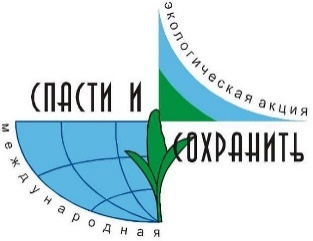 экологическая акция
СПАСТИ И
СОХРАНИТЬ
международная